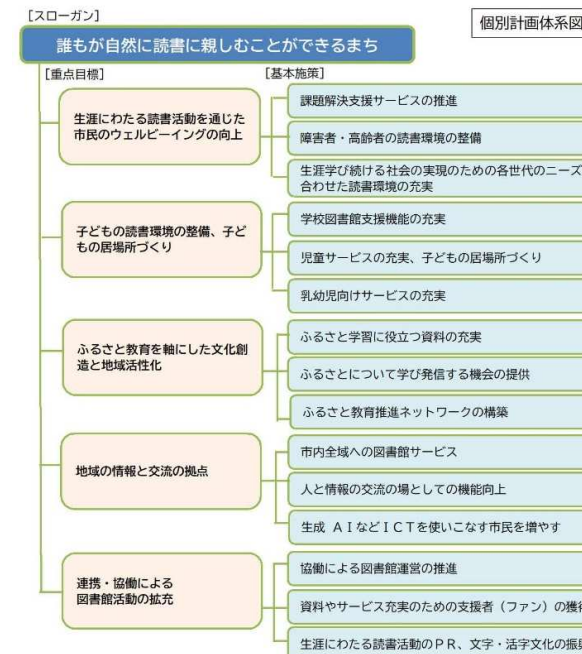 [スローガン]
個別計画体系図
誰もが自然に読書に親しむことができるまち
[重点目標]
[基本施策]
生涯にわたる読書活動を通じた
市民のウェルビーイングの向上
課題解決支援サービスの推進
障害者・高齢者の読書環境の整備
生涯学び続ける社会の実現のための各世代のニーズ
合わせた読書環境の充実
子どもの読書環境の整備、子ど
もの居場所づくり
学校図書館支援機能の充実
児童サービスの充実、子どもの居場所づくり
乳幼児向けサービスの充実
ふるさと教育を軸にした文化創
造と地域活性化
ふるさと学習に役立つ資料の充実
ふるさとについて学び発信する機会の提供
ふるさと教育推進ネットワークの構築
地域の情報と交流の拠点
市内全域への図書館サービス
人と情報の交流の場としての機能向上
生成 ＡＩなどＩＣＴを使いこなす市民を増やす
連携・協働による
図書館活動の拡充
協働による図書館運営の推進
資料やサービス充実のための支援者（ファン）の獲得
生涯にわたる読書活動のＰＲ、文字・活字文化の振